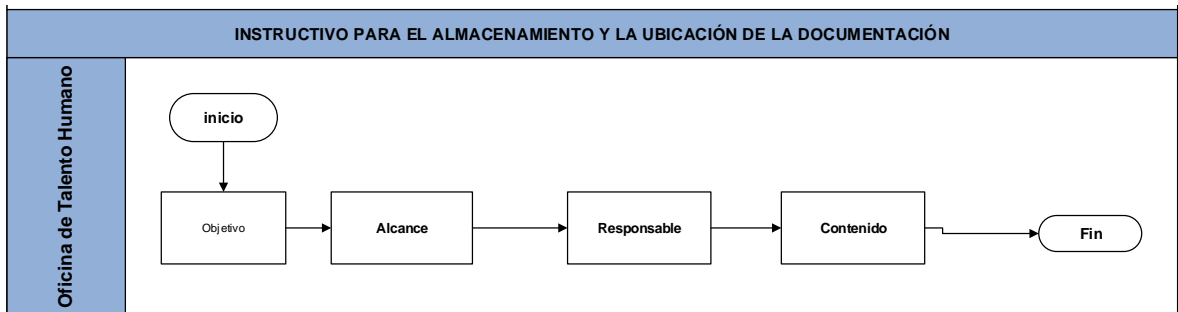 INSTRUCTIVO PARA EL ALMACENAMIENTO Y LA UBICACIÓN DE LA DOCUMENTACIÓN
Oficina de Talento Humano
inicio
Objetivo
Alcance
Responsable
Contenido
Fin